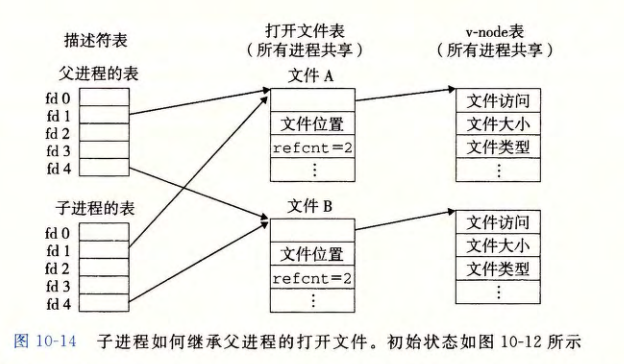 描述符表
打开文件表
（所有进程共享）
v-node表
（所有进程共享）
父进程的表
fd 0
fd 1
fd 2
fd 3
fd 4
文件 A
文件位置
refcnt=2
⋮
文件访问
文件大小
文件类型
⋮
子进程的表
fd 0
fd 1
fd 2
fd 3
fd 4
文件 B
文件位置
refcnt=2
⋮
文件访问
文件大小
文件类型
⋮
图 10-14 子进程如何继承父进程的打开文件。初始状态如图 10-12 所示